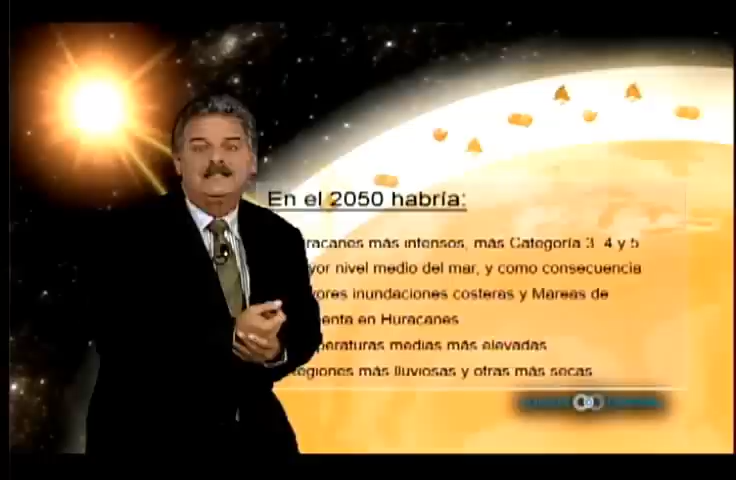 En el 2050 habría:
racanes más intensos, más Categoría 3 4 y 5
yor nivel medio del mar, y como consecuencia
yores inundaciones costeras y Mareas de
enta en Huracanes
peraturas medias más elevadas
egiones más lluviosas y otras más secas